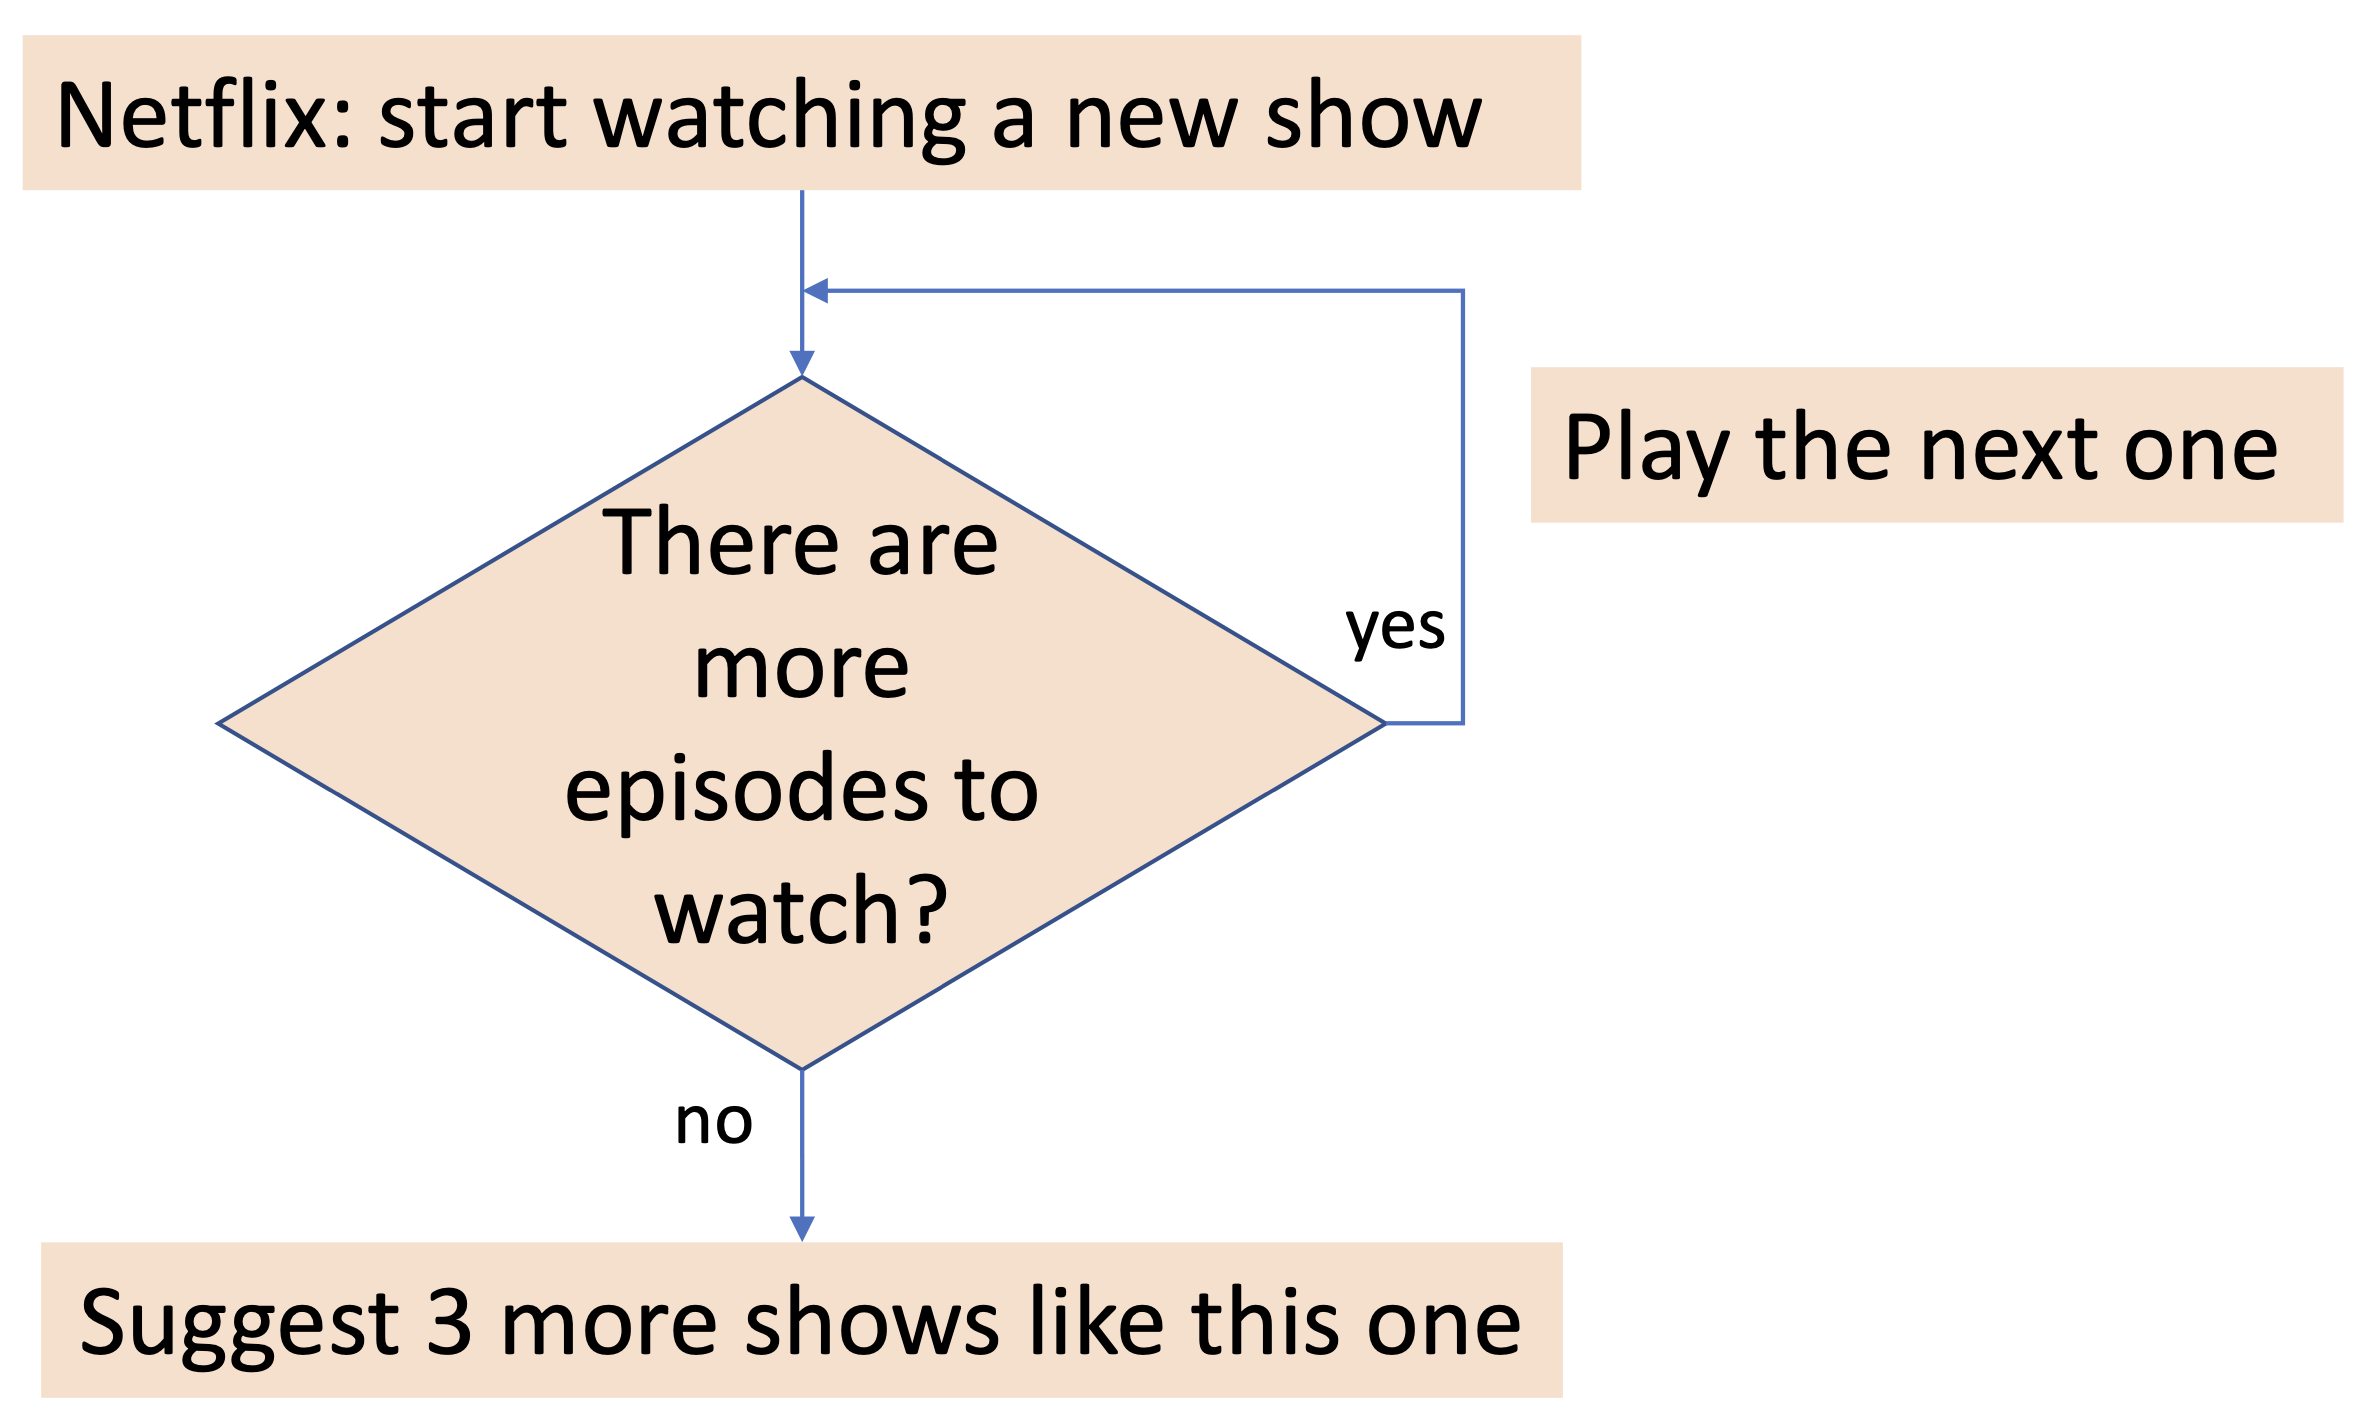 Netflix: start watching a new show
Play the next one
There are
more
episodes to
watch?
yes
no
Suggest 3 more shows like this one